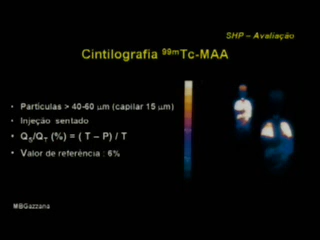 SHP – Avaliação
Cintilografia ⁹⁹ᵐTc-MAA
• Partículas > 40-60 µm (capilar 15 µm)
• Injeção sentado
• Qₛ/Qₜ (%) = ( T – P) / T
• Valor de referência : 6%
MBGazzana